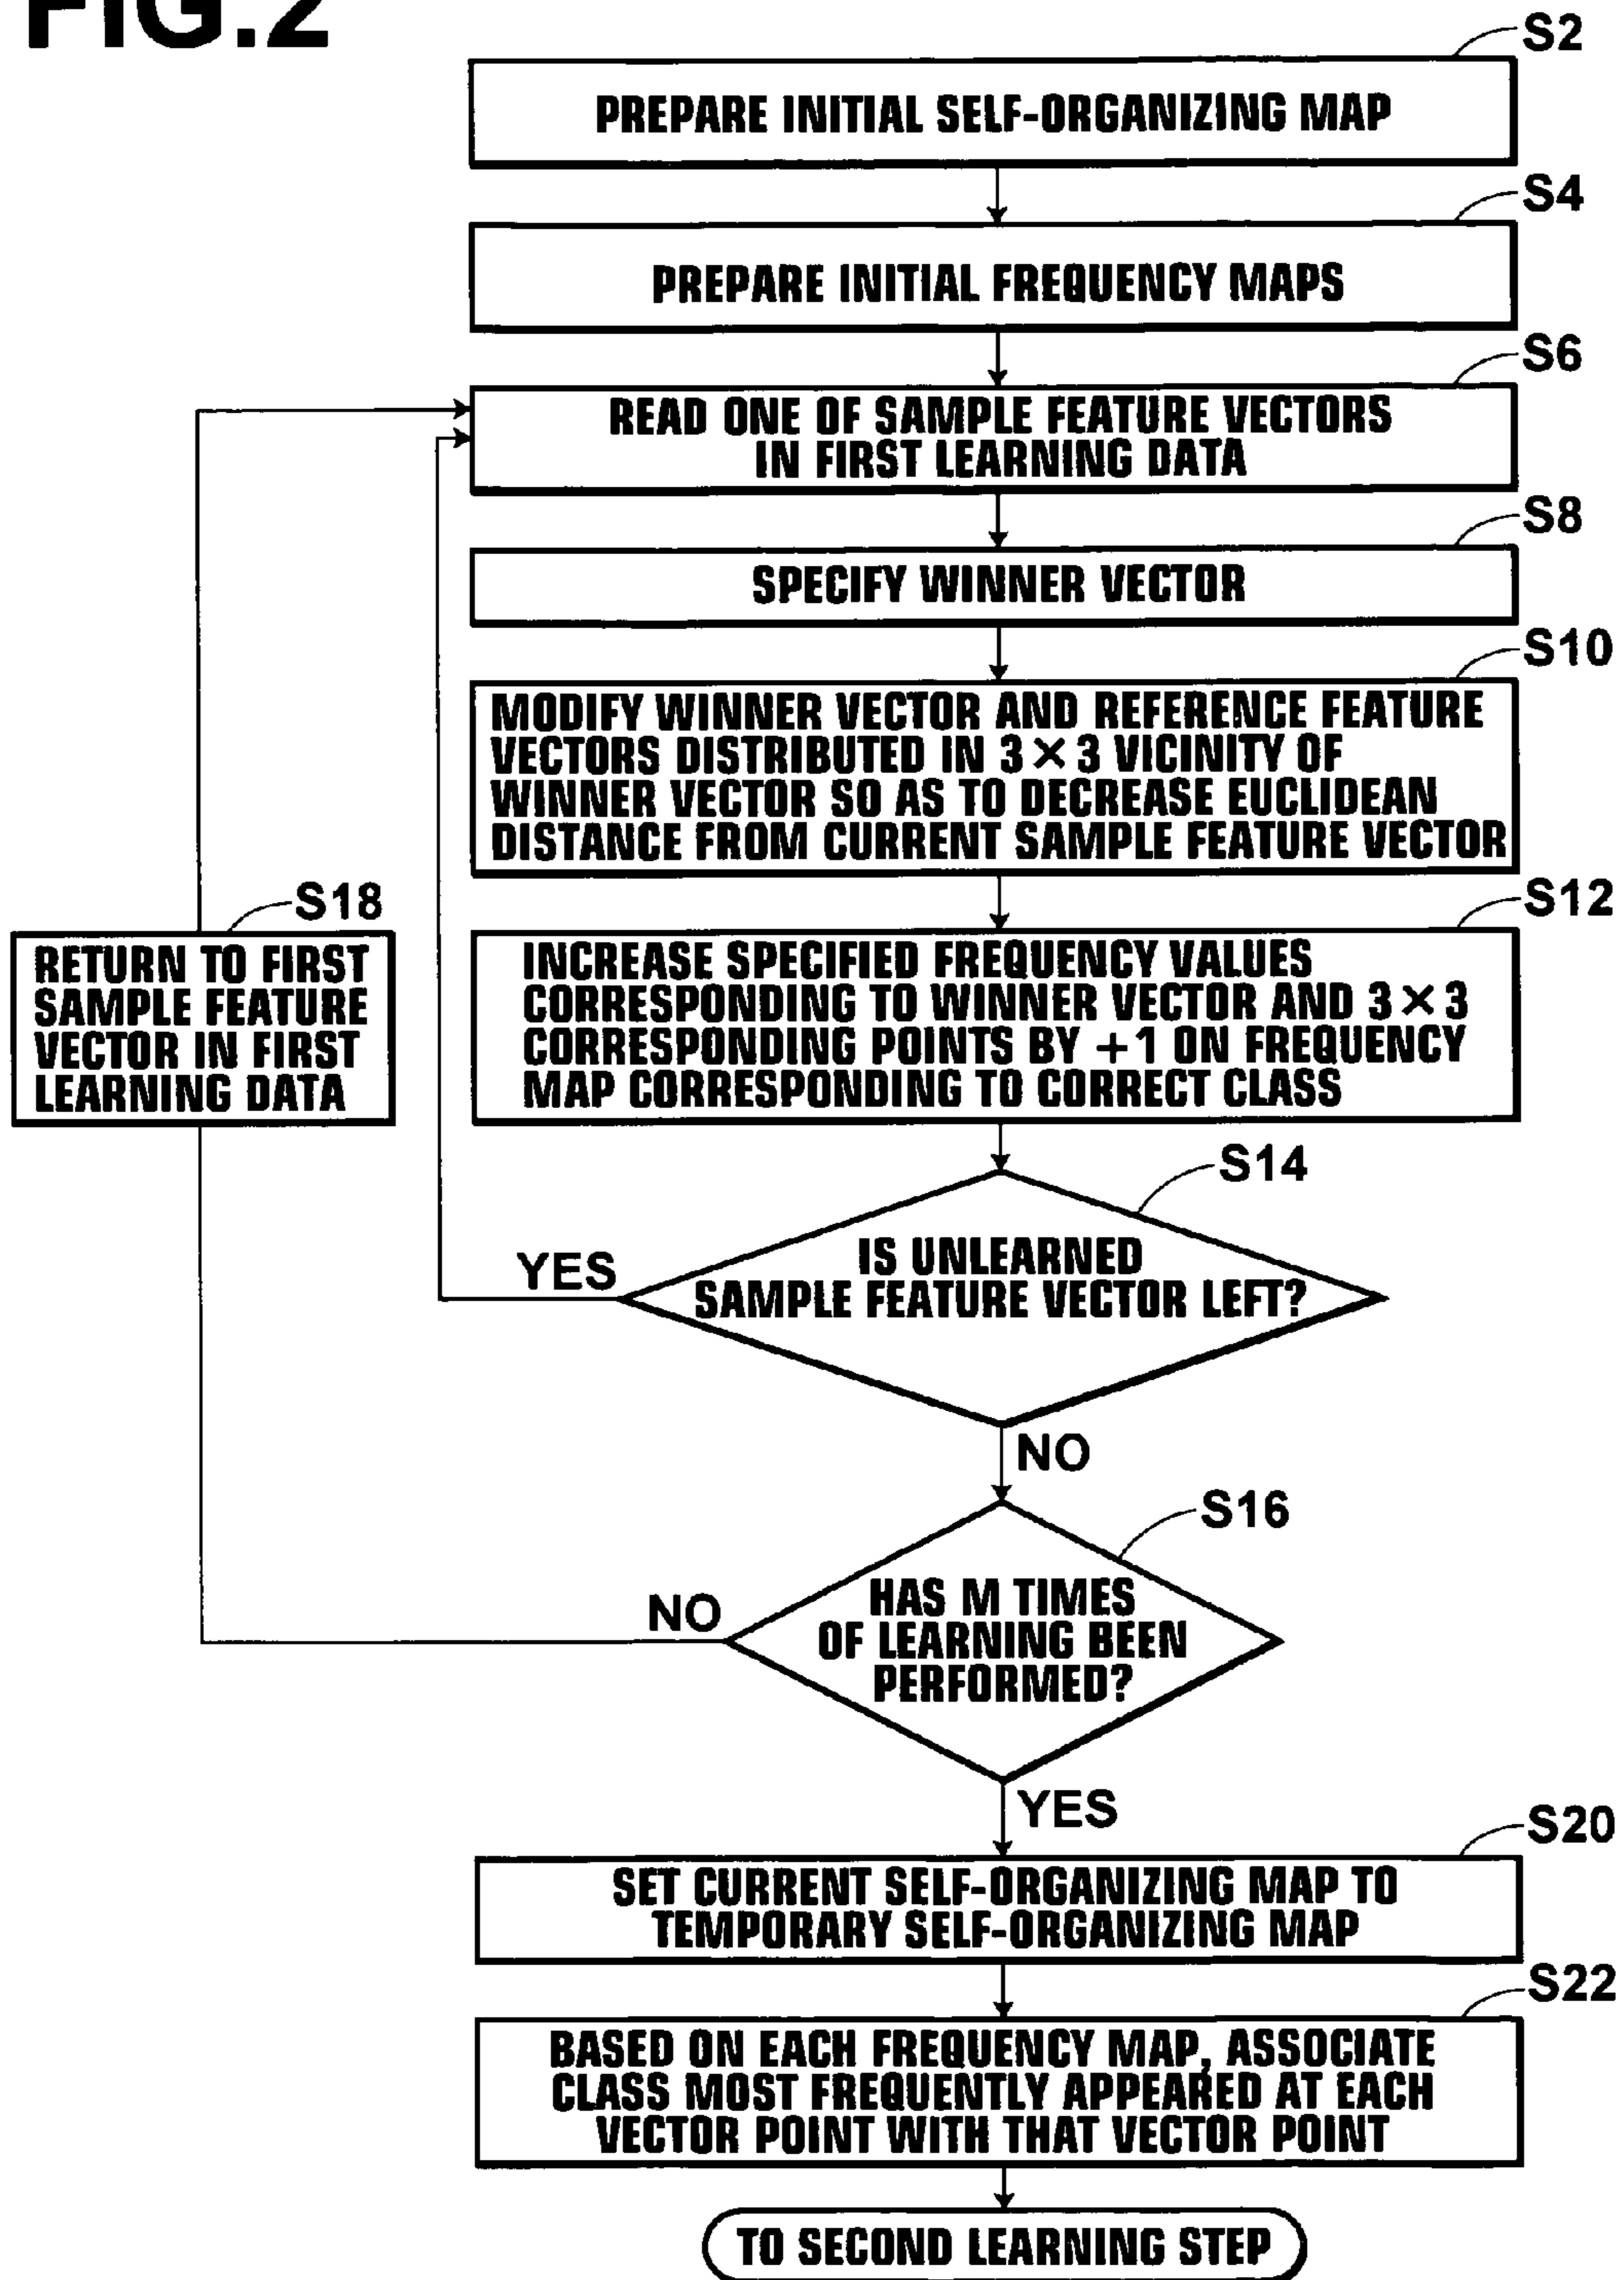 FIG.2
S2
PREPARE INITIAL SELF-ORGANIZING MAP
S4
PREPARE INITIAL FREQUENCY MAPS
S6
READ ONE OF SAMPLE FEATURE VECTORS
IN FIRST LEARNING DATA
S8
SPECIFY WINNER VECTOR
S10
MODIFY WINNER VECTOR AND REFERENCE FEATURE
VECTORS DISTRIBUTED IN 3×3 VICINITY OF
WINNER VECTOR SO AS TO DECREASE EUCLIDEAN
DISTANCE FROM CURRENT SAMPLE FEATURE VECTOR
S18
RETURN TO FIRST
SAMPLE FEATURE
VECTOR IN FIRST
LEARNING DATA
S12
INCREASE SPECIFIED FREQUENCY VALUES
CORRESPONDING TO WINNER VECTOR AND 3×3
CORRESPONDING POINTS BY +1 ON FREQUENCY
MAP CORRESPONDING TO CORRECT CLASS
S14
IS UNLEARNED
SAMPLE FEATURE VECTOR LEFT?
YES
NO
S16
HAS M TIMES
OF LEARNING BEEN
PERFORMED?
NO
YES
S20
SET CURRENT SELF-ORGANIZING MAP TO
TEMPORARY SELF-ORGANIZING MAP
S22
BASED ON EACH FREQUENCY MAP, ASSOCIATE
CLASS MOST FREQUENTLY APPEARED AT EACH
VECTOR POINT WITH THAT VECTOR POINT
TO SECOND LEARNING STEP